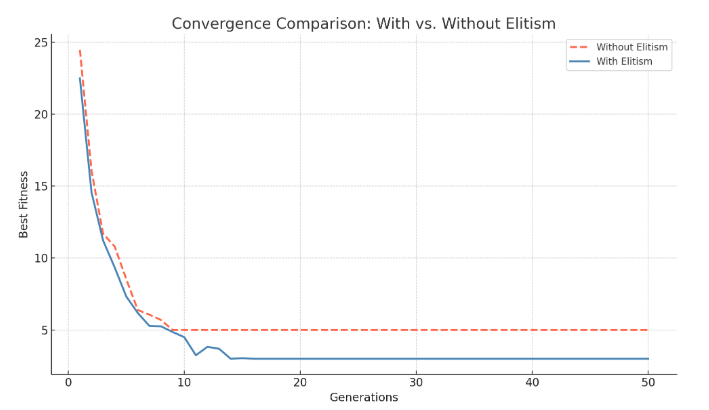 Convergence Comparison: With vs. Without Elitism
25
20
15
10
5
Best Fitness
Without Elitism
With Elitism
0
10
20
30
40
50
Generations